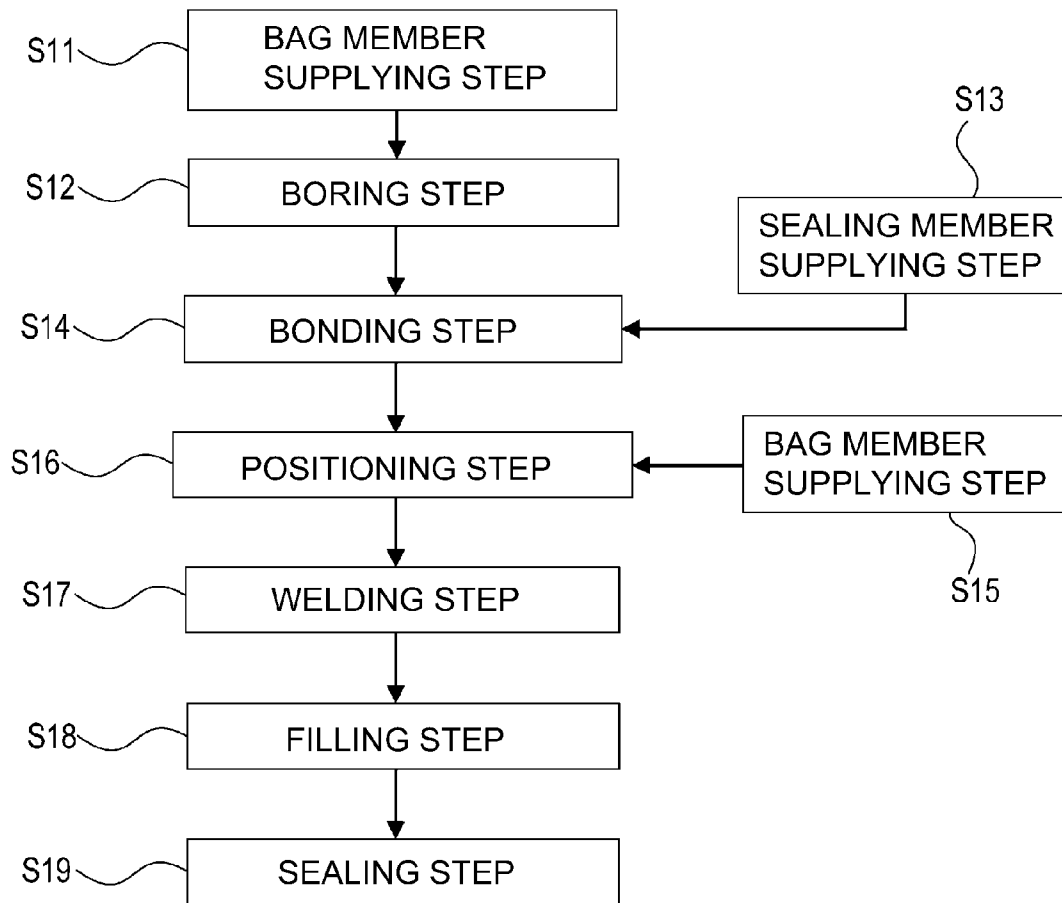 S11
BAG MEMBER
SUPPLYING STEP
S12
BORING STEP
S13
SEALING MEMBER
SUPPLYING STEP
S14
BONDING STEP
S16
POSITIONING STEP
BAG MEMBER
SUPPLYING STEP
S15
S17
WELDING STEP
S18
FILLING STEP
S19
SEALING STEP